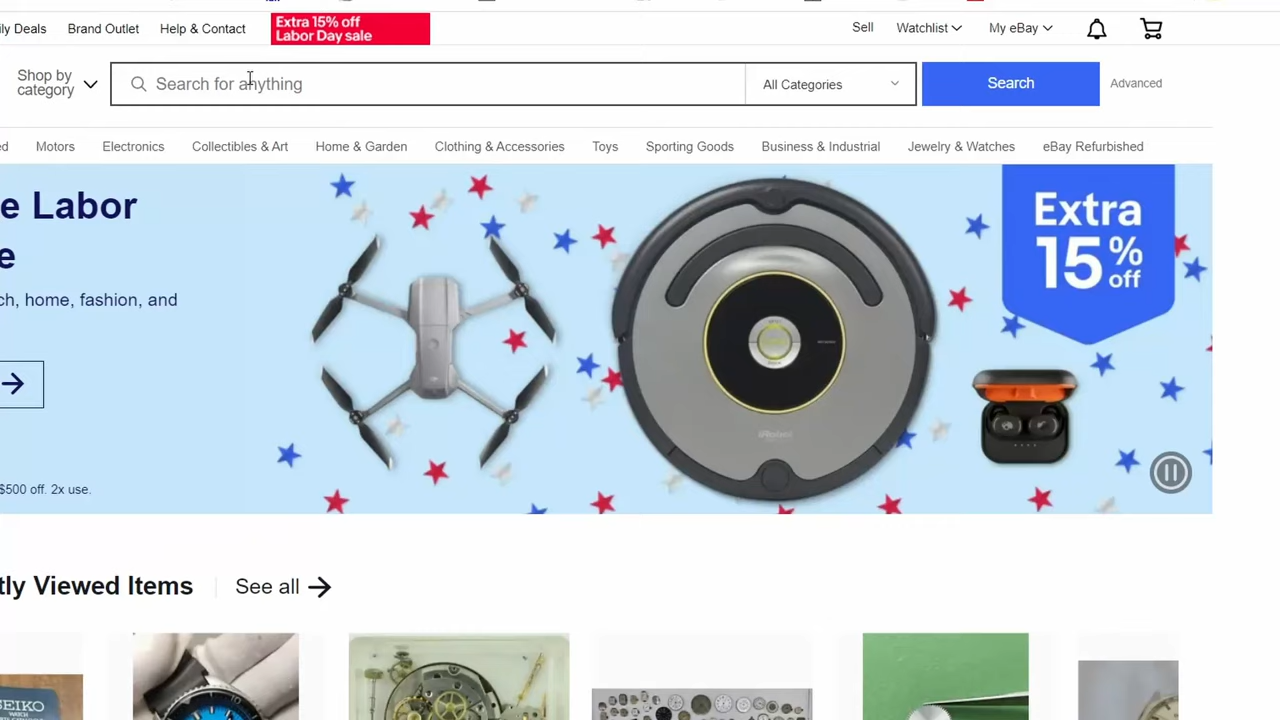 ly Deals Brand Outlet Help & Contact Extra 15% off Sell Watchlist My eBay
Labor Day sale
Shop by
category
Search for anything All Categories Search Advanced
ed Motors Electronics Collectibles & Art Home & Garden Clothing & Accessories Toys Sporting Goods Business & Industrial Jewelry & Watches eBay Refurbished
e Labor
e
ch, home, fashion, and
$500 off. 2x use.
Extra
15%
off
iRobot
tly Viewed Items See all
SEIKO